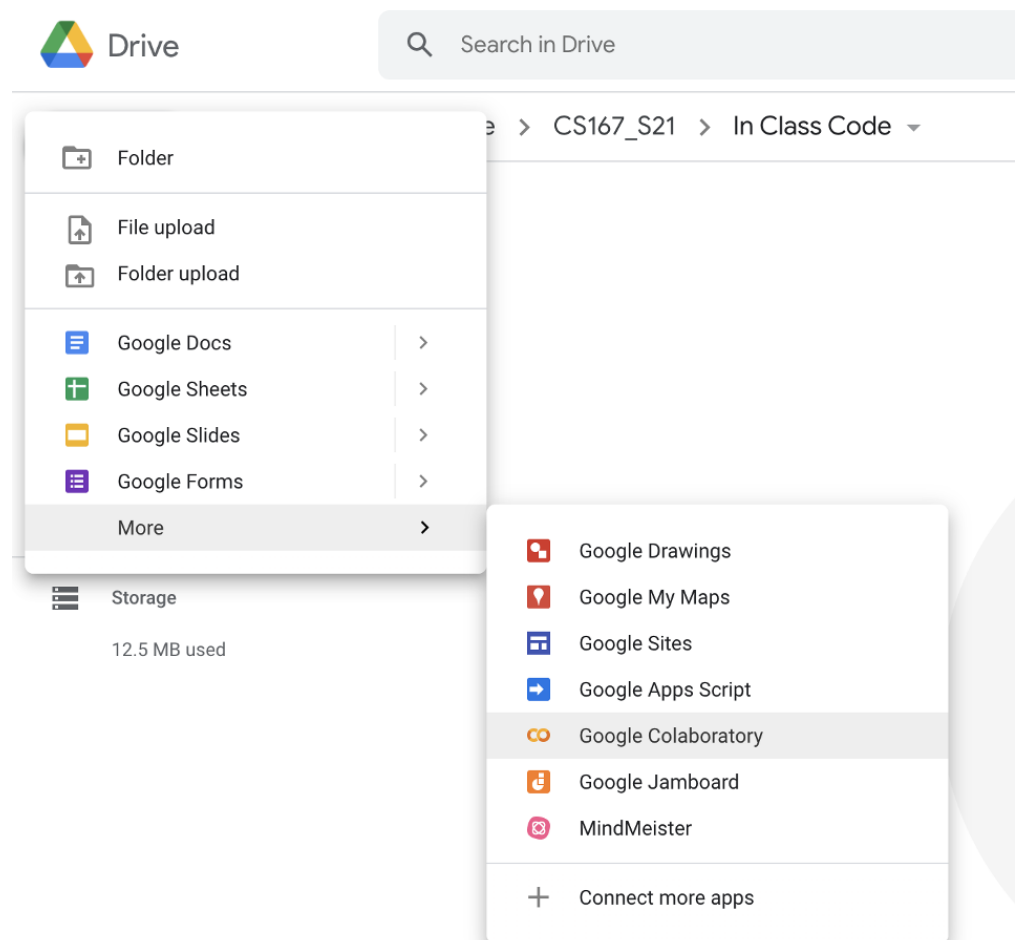 Drive
Search in Drive
e > CS167_S21 > In Class Code
Folder
File upload
Folder upload
Google Docs
Google Sheets
Google Slides
Google Forms
More
Storage
12.5 MB used
Google Drawings
Google My Maps
Google Sites
Google Apps Script
Google Colaboratory
Google Jamboard
MindMeister
Connect more apps